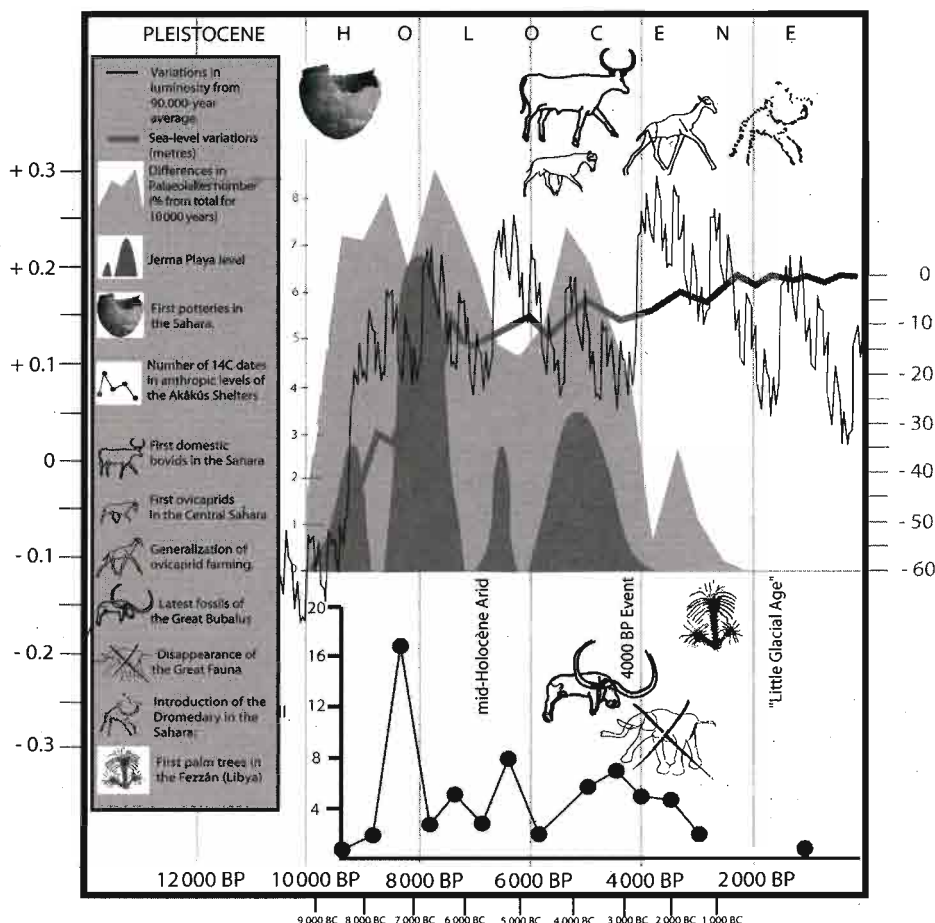 PLEISTOCENE
H O L O C E N E
Variations in
luminosity from
90.000-year
average
Sea-level variations
(metres)
Differences in
Palaeolakes number
(% from total for
10 000 years)
Jerma Playa level
First potteries in
the Sahara.
Number of 14C dates
in anthropic levels of
the Akâkûs Shelters
First domestic
bovids in the Sahara
First ovicaprids
in the Central Sahara
Generalization of
ovicaprid farming.
Latest fossils of
the Great Bubalus
Disappearance of
the Great Fauna
Introduction of the
Dromedary in the
Sahara.
First palm trees in
the Fezzân (Libya)
+ 0.3
+ 0.2
+ 0.1
0
- 0.1
- 0.2
- 0.3
8
7
6
5
4
3
2
1
0
- 10
- 20
- 30
- 40
- 50
- 60
20
16
12
8
4
mid-Holocène Arid
4000 BP Event
"Little Glacial Age"
12 000 BP
10 000 BP
8 000 BP
6 000 BP
4 000 BP
2 000 BP
9 000 BC
8 000 BC
7 000 BC
6 000 BC
5 000 BC
4 000 BC
3 000 BC
2 000 BC
1 000 BC